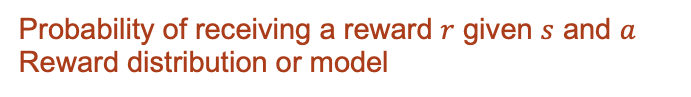 Probability of receiving a reward r given s and a
Reward distribution or model